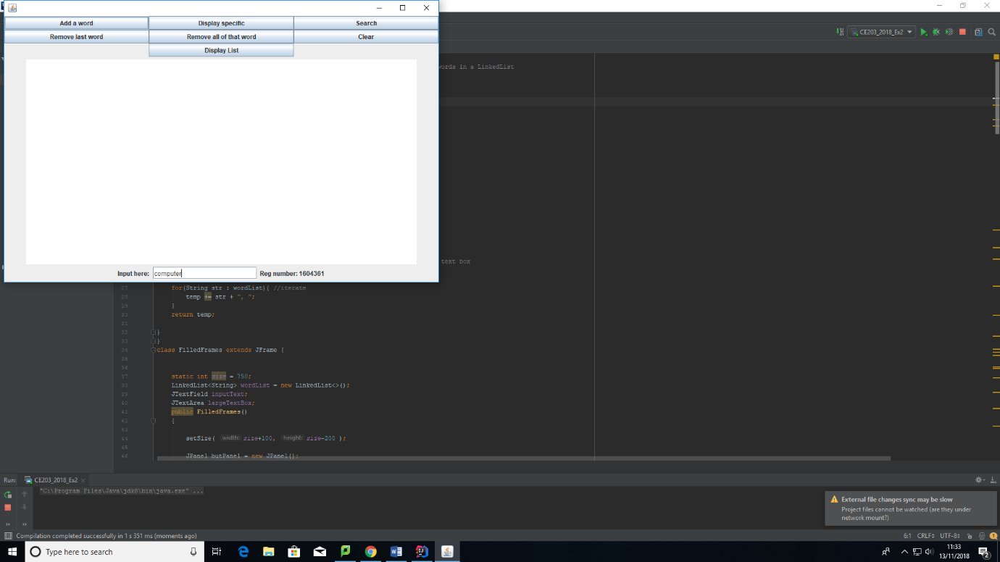 Add a word Display specific Search
Remove last word Remove all of that word Clear
Display List
Input here: computer Reg number: 1604361
CE203_2018_Ex2
words in a LinkedList
text box
27 for(String str : wordList){ //iterate
28 temp += str + ", ";
29 }
30 return temp;
31
32 }
33 }
34 class FilledFrames extends JFrame {
35
36
37 static int size = 750;
38 LinkedList<String> wordList = new LinkedList<>();
39 JTextField inputText;
40 JTextArea largeTextBox;
41 public FilledFrames()
42 {
43
44 setSize( width: size+100, height: size-200 );
45
46 JPanel butPanel = new JPanel();
Run: CE203_2018_Ex2 ×
"C:\Program Files\Java\jdk8\bin\java.exe" ...
External file changes sync may be slow
Project files cannot be watched (are they under
network mount?)
Compilation completed successfully in 1 s 351 ms (moments ago) 6:1 CRLF÷ UTF-8÷ 1
Type here to search
11:33
13/11/2018
2